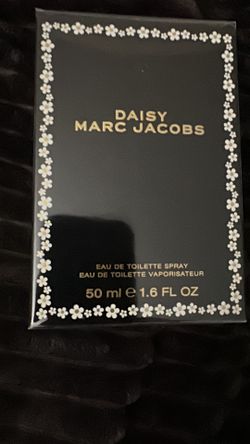 DAISY
MARC JACOBS
EAU DE TOILETTE SPRAY
EAU DE TOILETTE VAPORISATEUR
50 ml ℮ 1.6 FL OZ